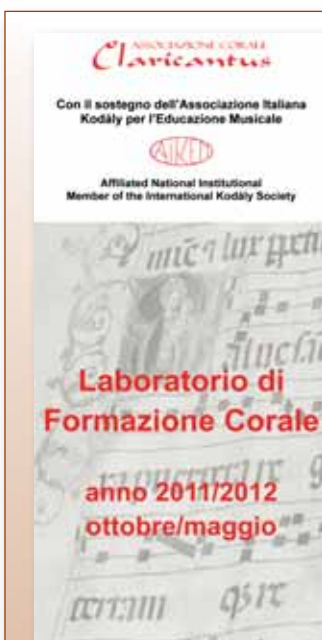 ASSOCIAZIONE CORALE
Claricantus
Con il sostegno dell'Associazione Italiana
Kodály per l'Educazione Musicale
AIKEM
Affiliated National Institutional
Member of the International Kodály Society
Laboratorio di
Formazione Corale
anno 2011/2012
ottobre/maggio